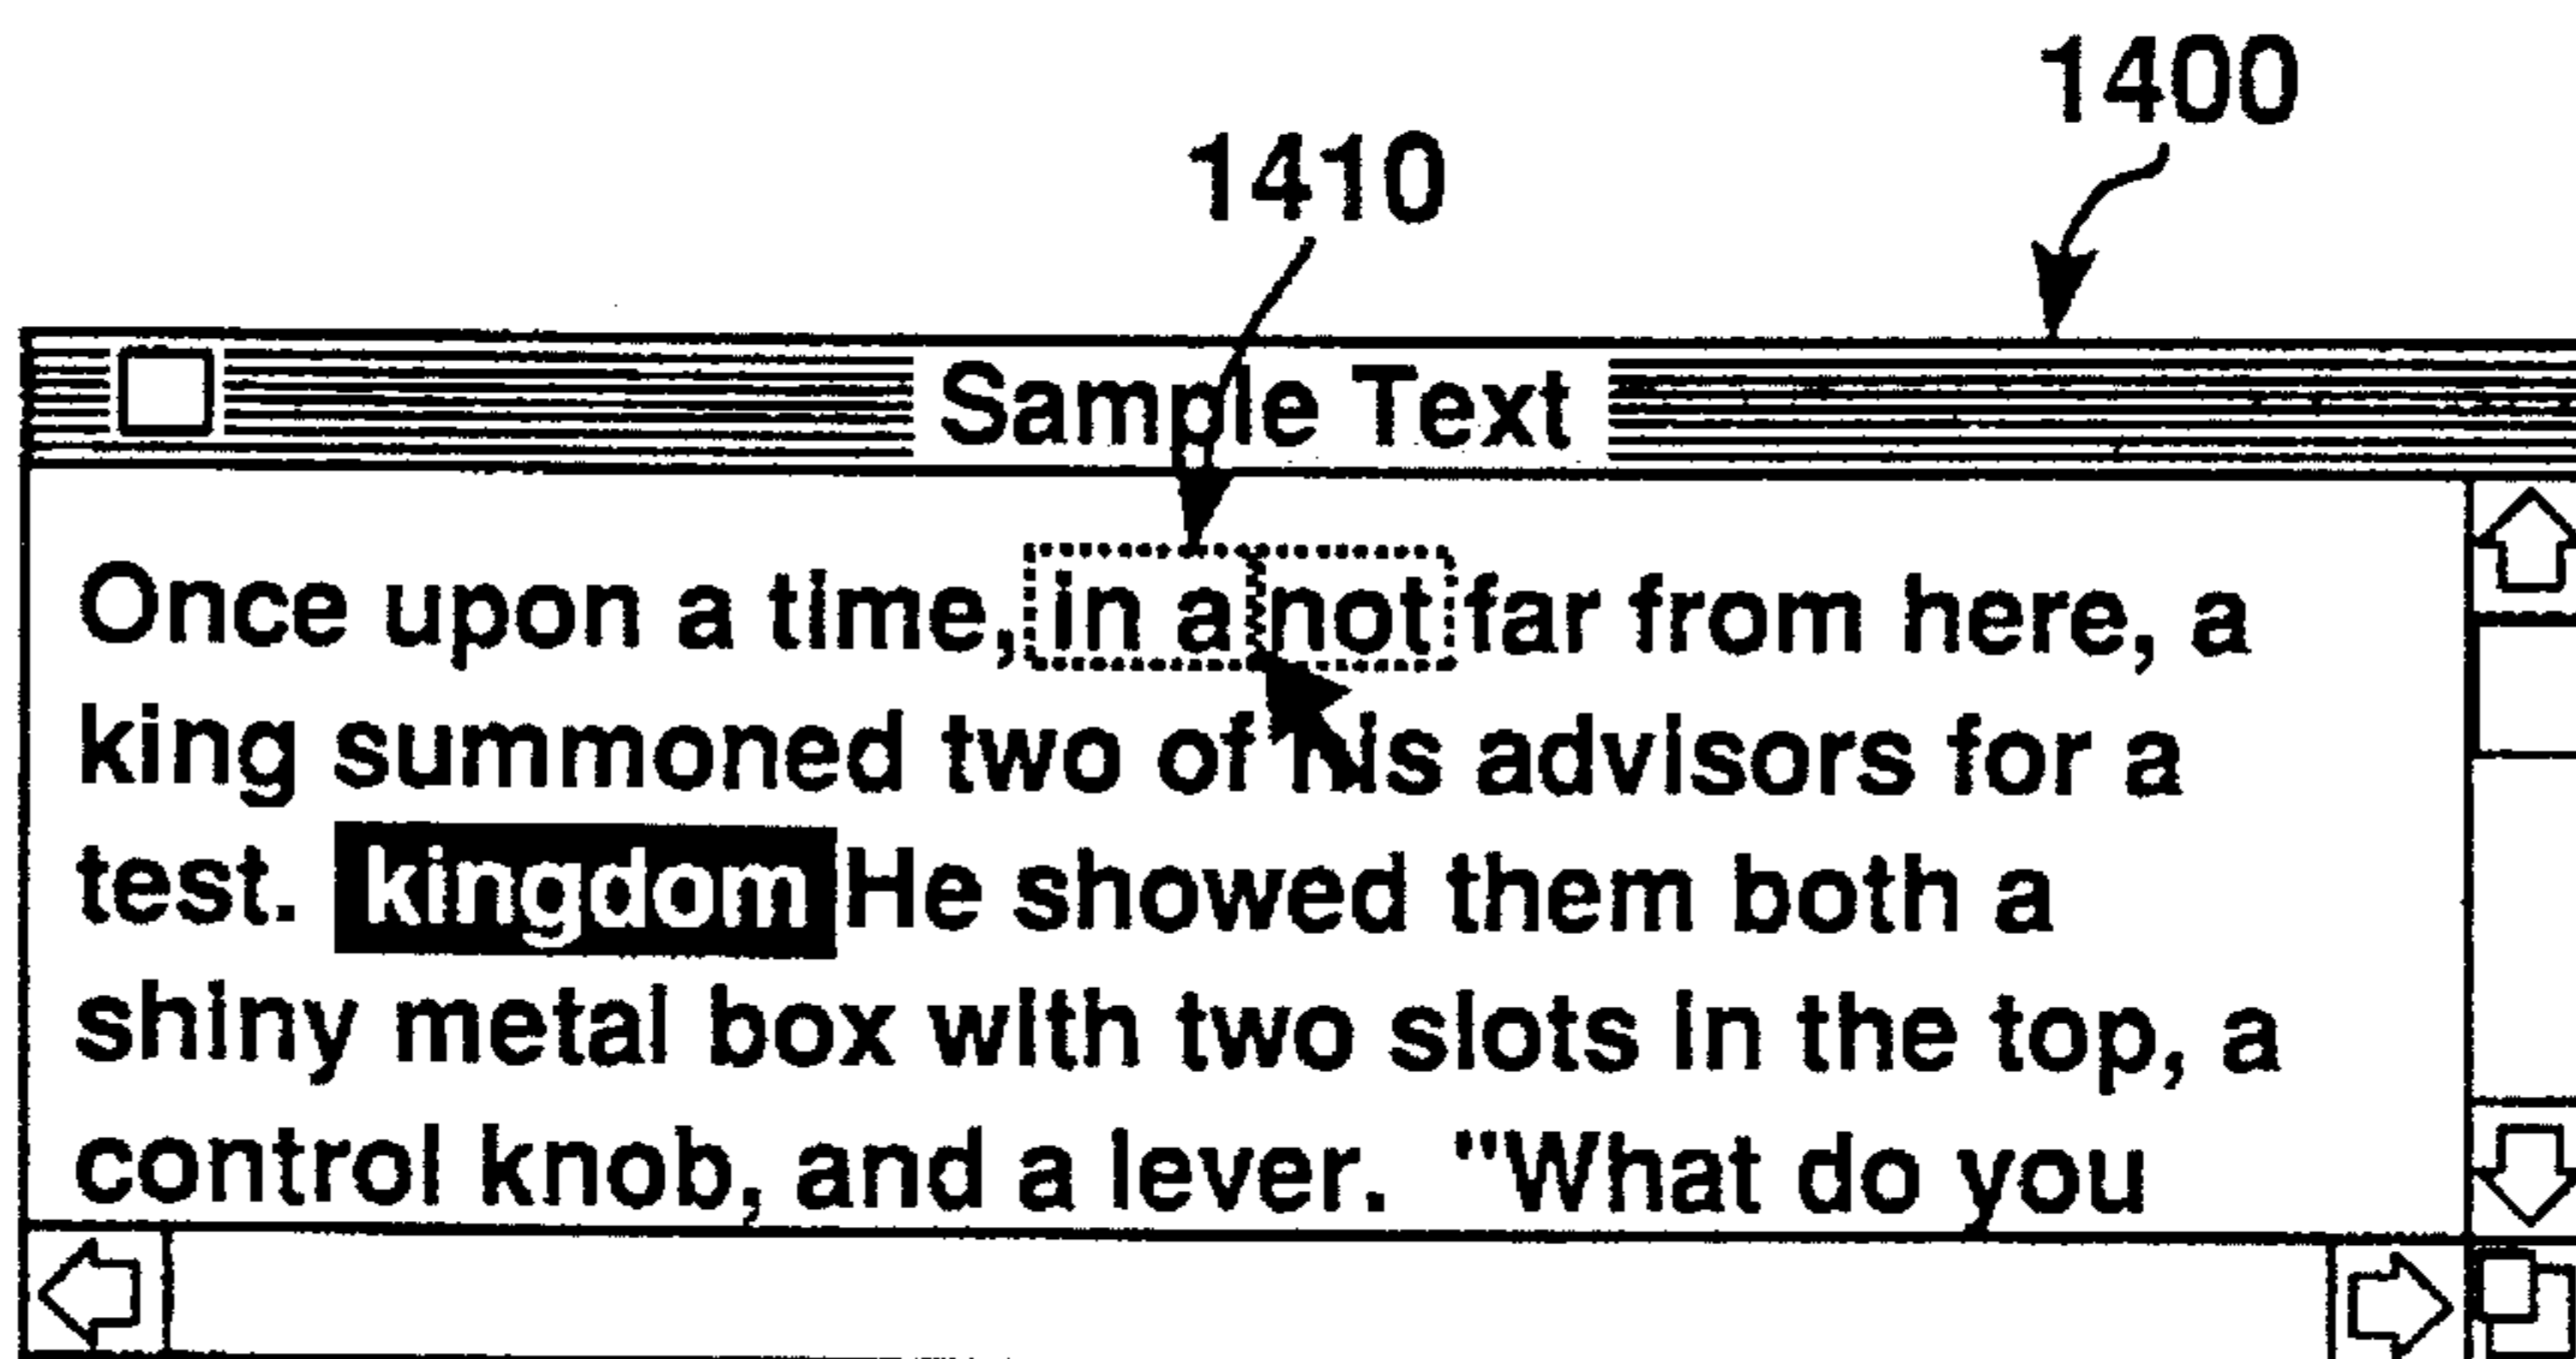 1400
1410
Sample Text
Once upon a time, in a not far from here, a
king summoned two of his advisors for a
test. kingdom He showed them both a
shiny metal box with two slots in the top, a
control knob, and a lever. "What do you